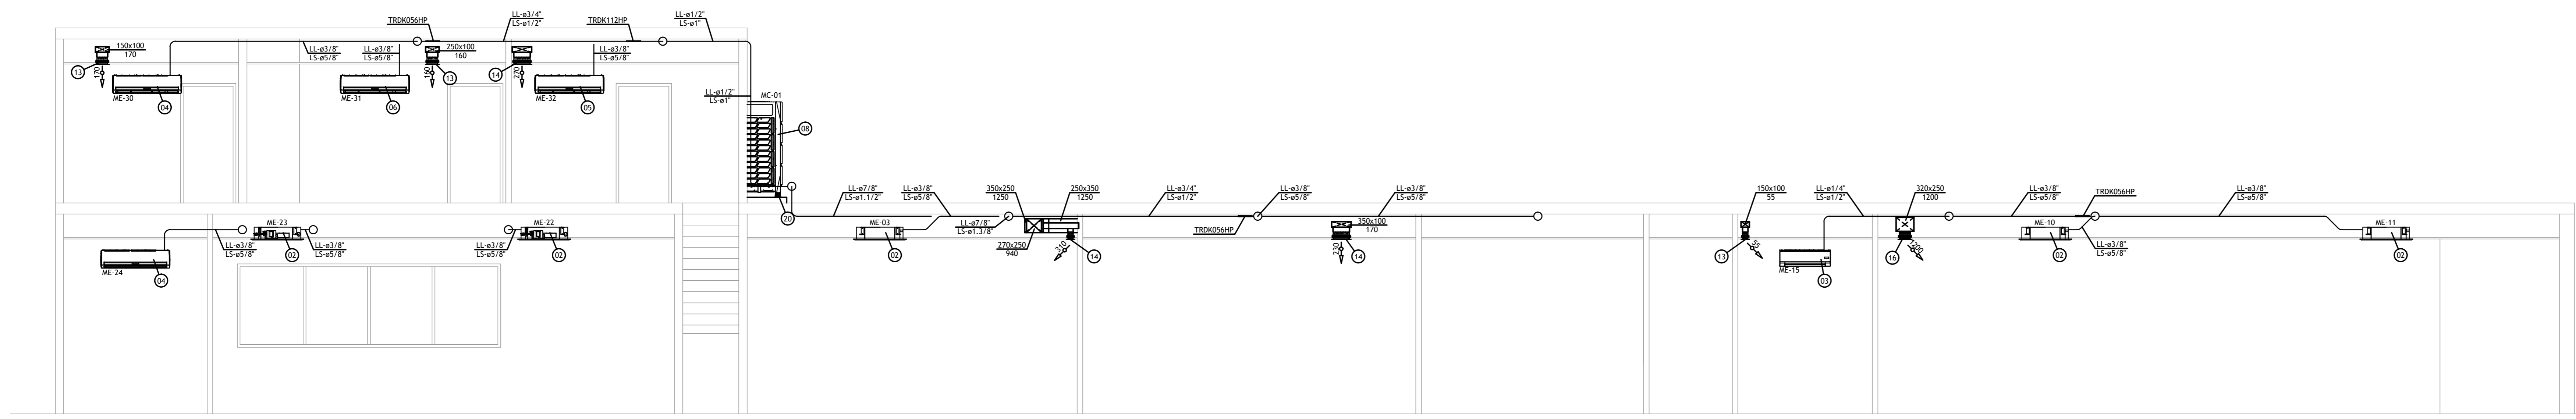 TRDK056HP
LL-ø3/4"
LS-ø1/2"
TRDK112HP
LL-ø1/2"
LS-ø1"
150x100
170
LL-ø3/8"
LS-ø5/8"
LL-ø3/8"
LS-ø5/8"
250x100
160
LL-ø3/8"
LS-ø5/8"
13
170
160
13
14
270
ME-30
04
ME-31
06
ME-32
05
LL-ø1/2"
LS-ø1"
MC-01
08
LL-ø7/8"
LS-ø1.1/2"
LL-ø3/8"
LS-ø5/8"
350x250
1250
250x350
1250
LL-ø3/4"
LS-ø1/2"
LL-ø3/8"
LS-ø5/8"
LL-ø3/8"
LS-ø5/8"
150x100
55
LL-ø1/4"
LS-ø1/2"
320x250
1200
LL-ø3/8"
LS-ø5/8"
TRDK056HP
LL-ø3/8"
LS-ø5/8"
20
ME-23
ME-22
ME-03
LL-ø7/8"
LS-ø1.3/8"
TRDK056HP
350x100
170
ME-10
ME-11
LL-ø3/8"
LS-ø5/8"
LL-ø3/8"
LS-ø5/8"
02
LL-ø3/8"
LS-ø5/8"
02
02
270x250
940
310
14
230
14
13
55
16
1200
02
LL-ø3/8"
LS-ø5/8"
02
ME-24
04
ME-15
03